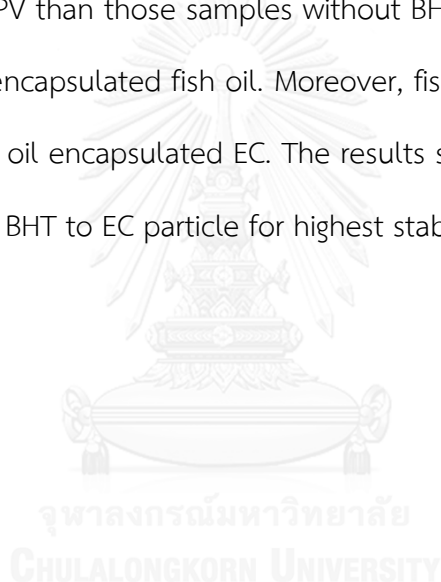 PV than those samples without BH
encapsulated fish oil. Moreover, fis
oil encapsulated EC. The results s
BHT to EC particle for highest stab
จุฬาลงกรณ์มหาวิทยาลัย
CHULALONGKORN UNIVERSITY